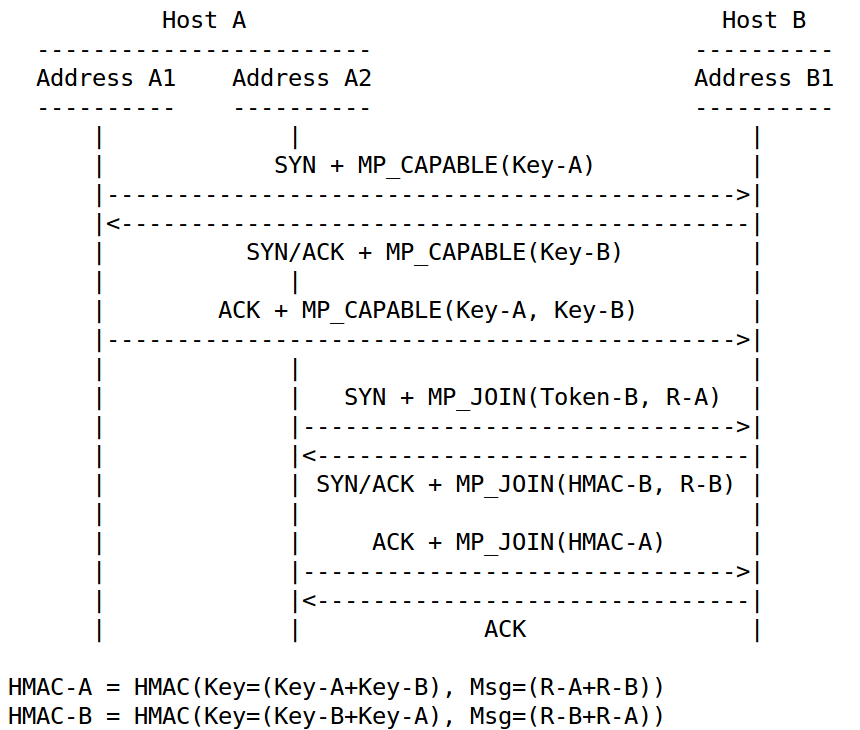 Host A                                  Host B
------------------------                       ----------
Address A1    Address A2                       Address B1
----------    ----------                       ----------
|             |                                |
|            SYN + MP_CAPABLE(Key-A)           |
|--------------------------------------------->|
|<---------------------------------------------|
|          SYN/ACK + MP_CAPABLE(Key-B)         |
|             |                                |
|        ACK + MP_CAPABLE(Key-A, Key-B)        |
|--------------------------------------------->|
|             |                                |
|             |   SYN + MP_JOIN(Token-B, R-A)  |
|             |------------------------------->|
|             |<-------------------------------|
|             | SYN/ACK + MP_JOIN(HMAC-B, R-B) |
|             |                                |
|             |     ACK + MP_JOIN(HMAC-A)      |
|             |------------------------------->|
|             |<-------------------------------|
|             |             ACK                |
HMAC-A = HMAC(Key=(Key-A+Key-B), Msg=(R-A+R-B))
HMAC-B = HMAC(Key=(Key-B+Key-A), Msg=(R-B+R-A))